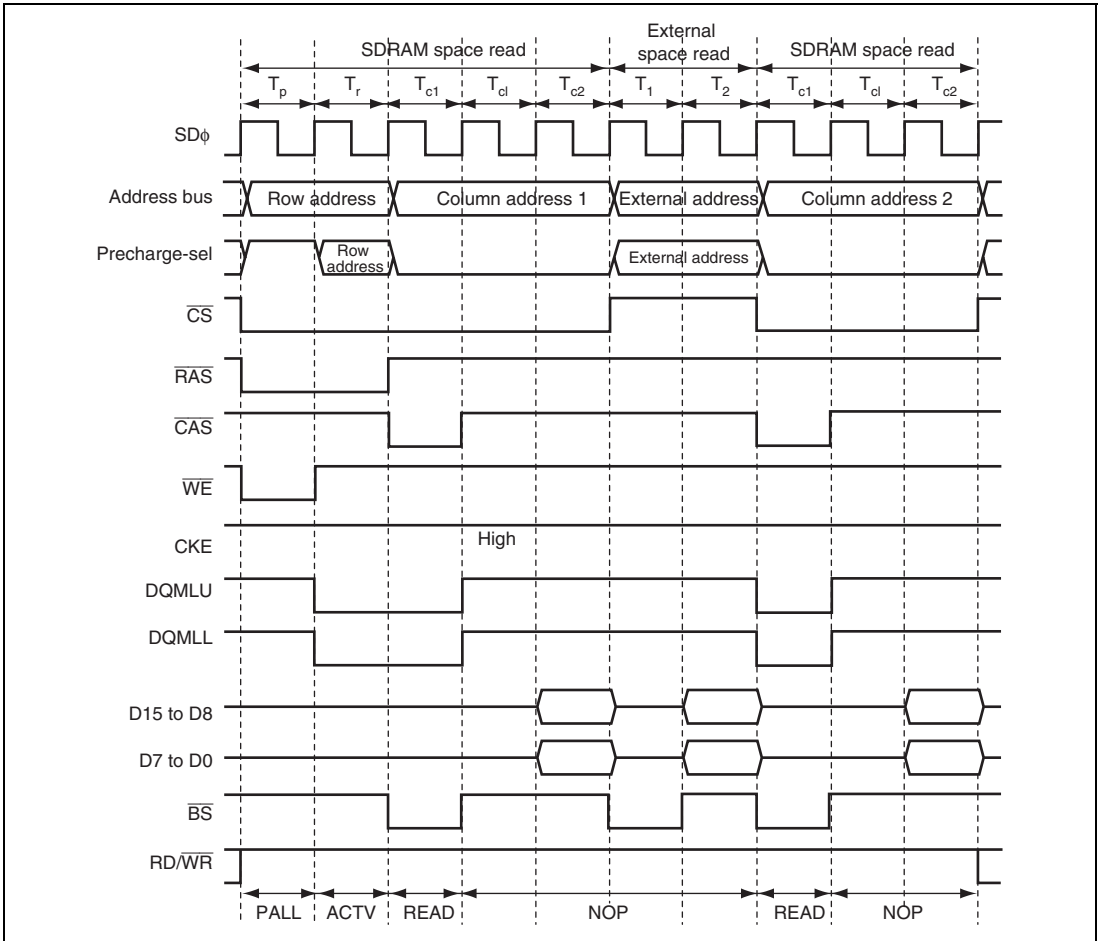 External
SDRAM space read space read SDRAM space read
Tp Tr Tc1 Tcl Tc2 T1 T2 Tc1 Tcl Tc2
SDϕ
Address bus Row address Column address 1 External address Column address 2
Precharge-sel Row address External address
CS
RAS
CAS
WE
CKE High
DQMLU
DQMLL
D15 to D8
D7 to D0
BS
RD/WR
PALL ACTV READ NOP READ NOP